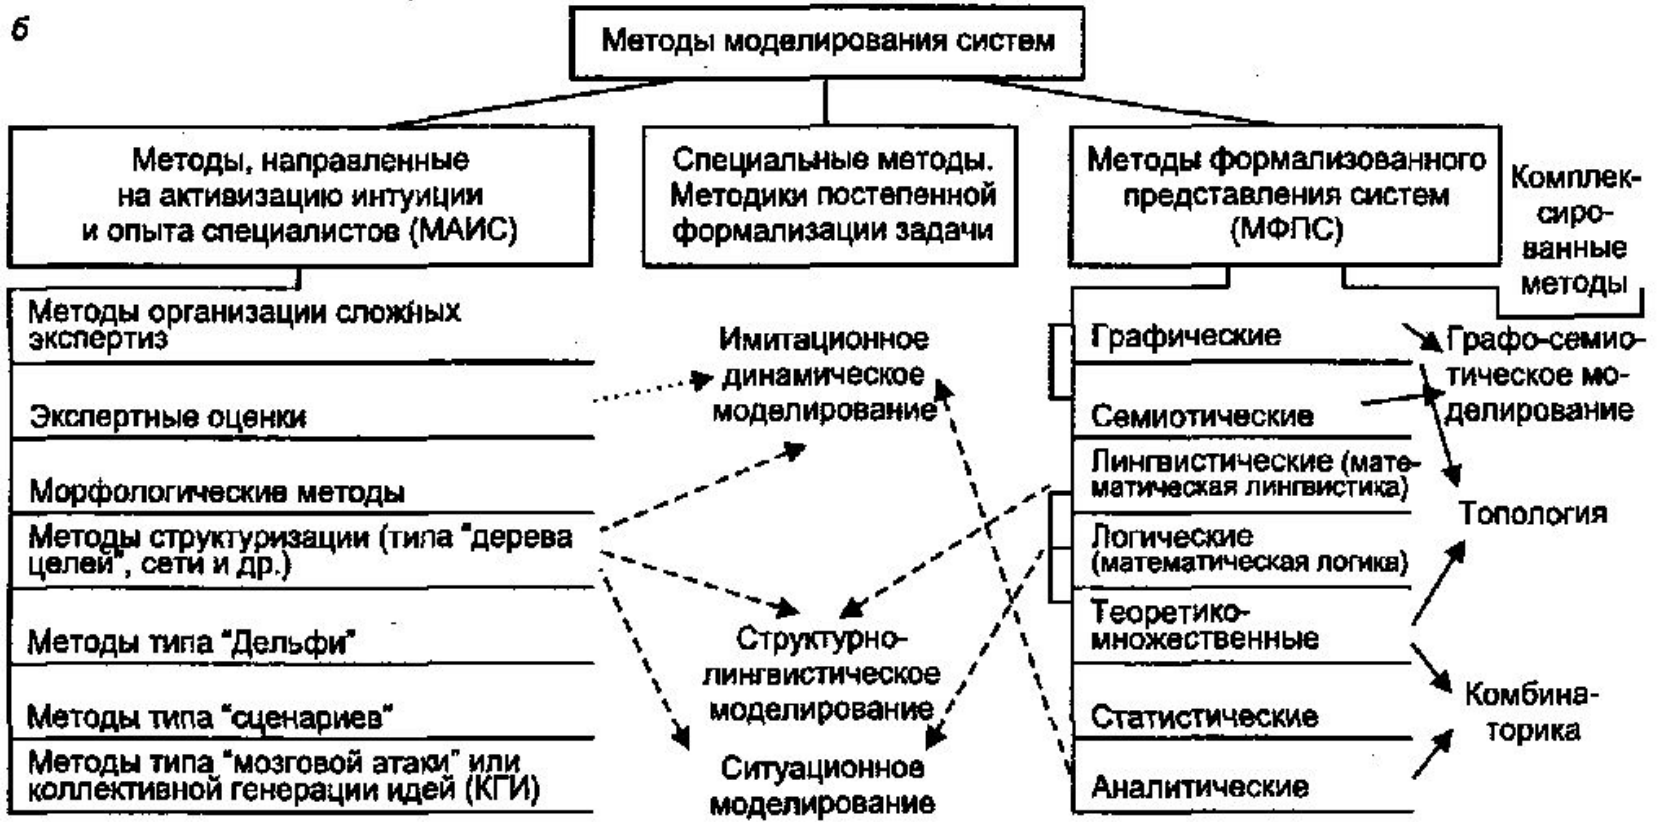 б
Методы моделирования систем
Методы, направленные
на активизацию интуиции
и опыта специалистов (МАИС)
Специальные методы.
Методики постепенной
формализации задачи
Методы формализованного
представления систем
(МФПС)
Комплек-
сиро-
ванные
методы
Методы организации сложных
экспертиз
Экспертные оценки
Морфологические методы
Методы структуризации (типа "дерева
целей", сети и др.)
Методы типа "Дельфи"
Методы типа "сценариев"
Методы типа "мозговой атаки" или
коллективной генерации идей (КГИ)
Имитационное
динамическое
моделирование
Структурно-
лингвистическое
моделирование
Ситуационное
моделирование
Графические
Семиотические
Лингвистические (мате-
матическая лингвистика)
Логические
(математическая логика)
Теоретико-
множественные
Статистические
Аналитические
Графо-семио-
тическое мо-
делирование
Топология
Комбина-
торика